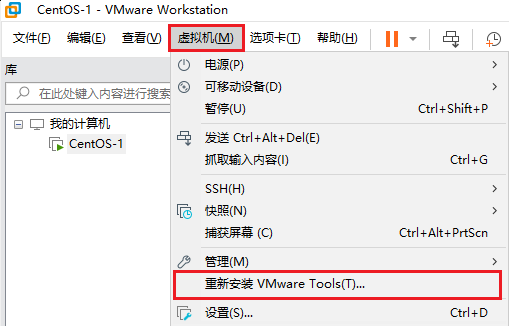 CentOS-1 - VMware Workstation
文件(F) 编辑(E) 查看(V) 虚拟机(M) 选项卡(T) 帮助(H)
库
在此处键入内容进行搜索
我的计算机
CentOS-1
电源(P)
可移动设备(D)
暂停(U) Ctrl+Shift+P
发送 Ctrl+Alt+Del(E)
抓取输入内容(I) Ctrl+G
SSH(H)
快照(N)
捕获屏幕 (C) Ctrl+Alt+PrtScn
管理(M)
重新安装 VMware Tools(T)...
设置(S)... Ctrl+D